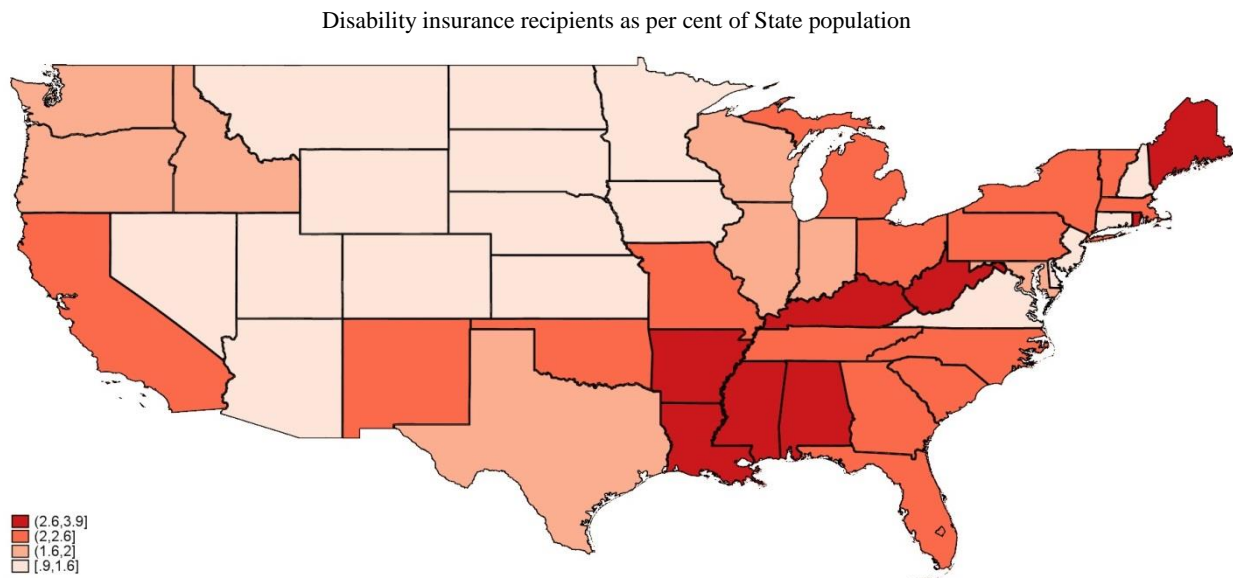 Disability insurance recipients as per cent of State population
(2.6,3.9]
(2,2.6]
(1.6,2]
[.9,1.6]